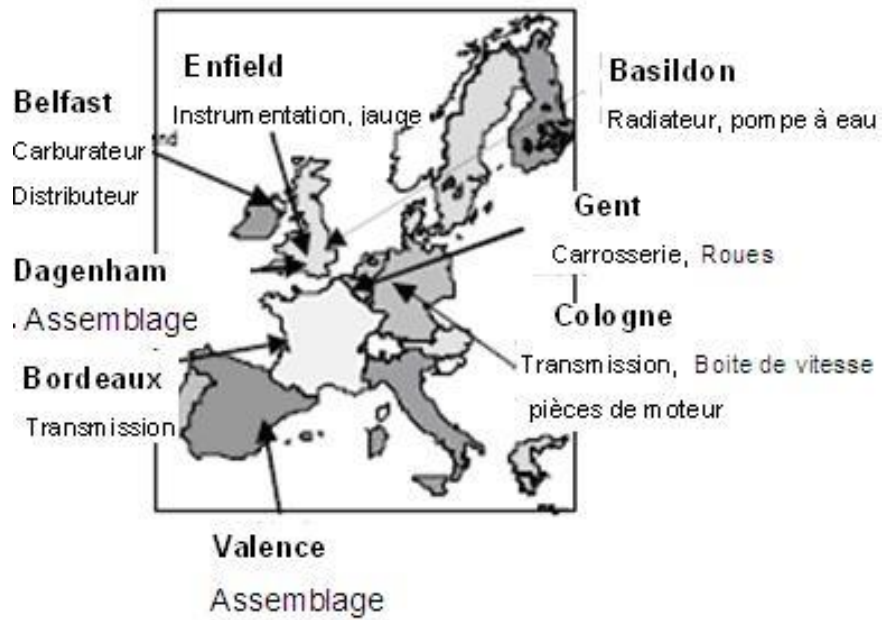 Enfield
Instrumentation, jauge
Basildon
Radiateur, pompe à eau
Belfast
Carburateur
Distributeur
Gent
Carrosserie, Roues
Dagenham
. Assemblage
Cologne
Transmission, Boite de vitesse
pièces de moteur
Bordeaux
Transmission
Valence
Assemblage